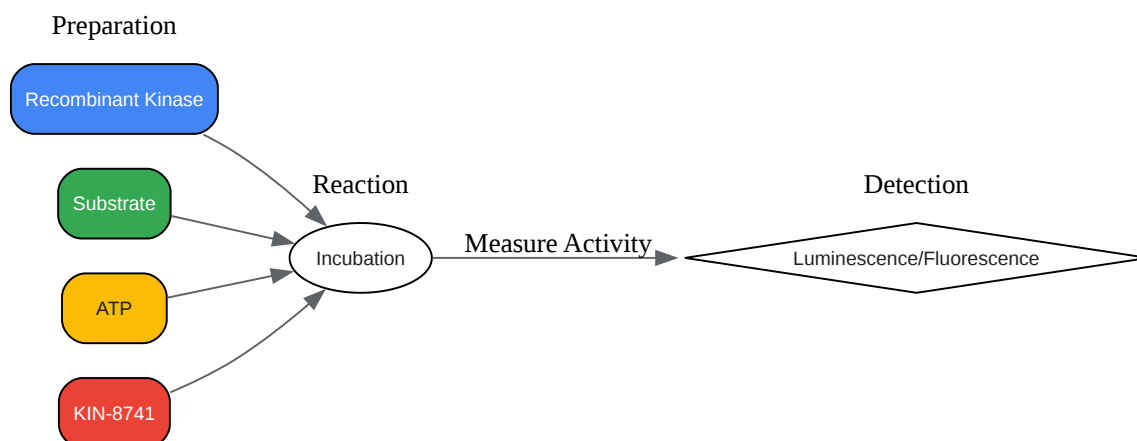 Preparation
Recombinant Kinase
Substrate
ATP
KIN-8741
Reaction
Incubation
Measure Activity
Detection
Luminescence/Fluorescence